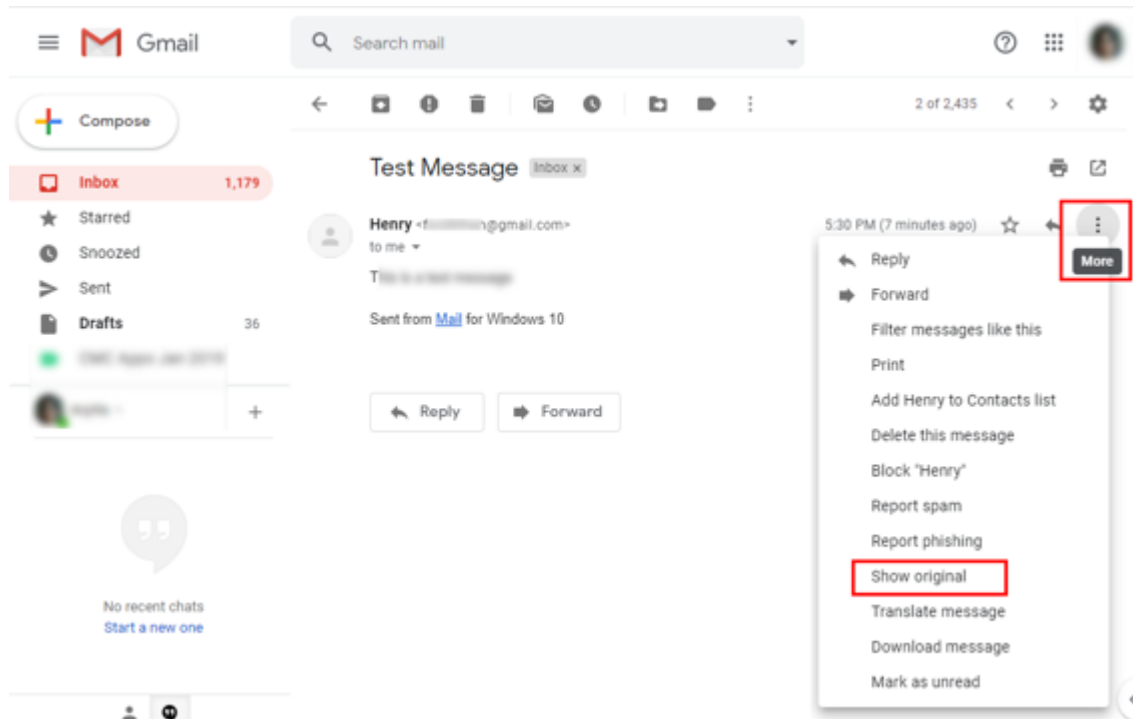 Gmail
Search mail
Compose
2 of 2,435
Inbox 1,179
Starred
Snoozed
Sent
Drafts 36
Test Message Inbox x
Henry @gmail.com>
to me
5:30 PM (7 minutes ago)
More
Sent from Mail for Windows 10
Reply Forward
Reply
Forward
Filter messages like this
Print
Add Henry to Contacts list
Delete this message
Block "Henry"
Report spam
Report phishing
Show original
Translate message
Download message
Mark as unread
No recent chats
Start a new one